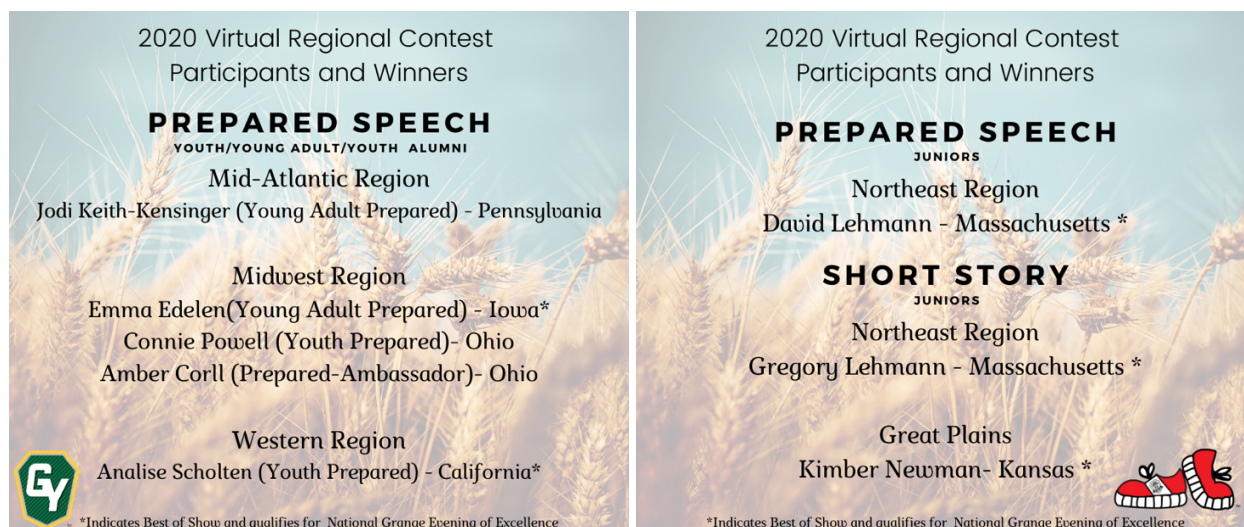 2020 Virtual Regional Contest
Participants and Winners
PREPARED SPEECH
YOUTH/YOUNG ADULT/YOUTH ALUMNI
Mid-Atlantic Region
Jodi Keith-Kensinger (Young Adult Prepared) - Pennsylvania
Midwest Region
Emma Edelen(Young Adult Prepared) - Iowa*
Connie Powell (Youth Prepared)- Ohio
Amber Corll (Prepared-Ambassador)- Ohio
Western Region
Analise Scholten (Youth Prepared) - California*
GY
*Indicates Best of Show and qualifies for National Grange Evening of Excellence
2020 Virtual Regional Contest
Participants and Winners
PREPARED SPEECH
JUNIORS
Northeast Region
David Lehmann - Massachusetts *
SHORT STORY
JUNIORS
Northeast Region
Gregory Lehmann - Massachusetts *
Great Plains
Kimber Newman- Kansas *
*Indicates Best of Show and qualifies for National Grange Evening of Excellence